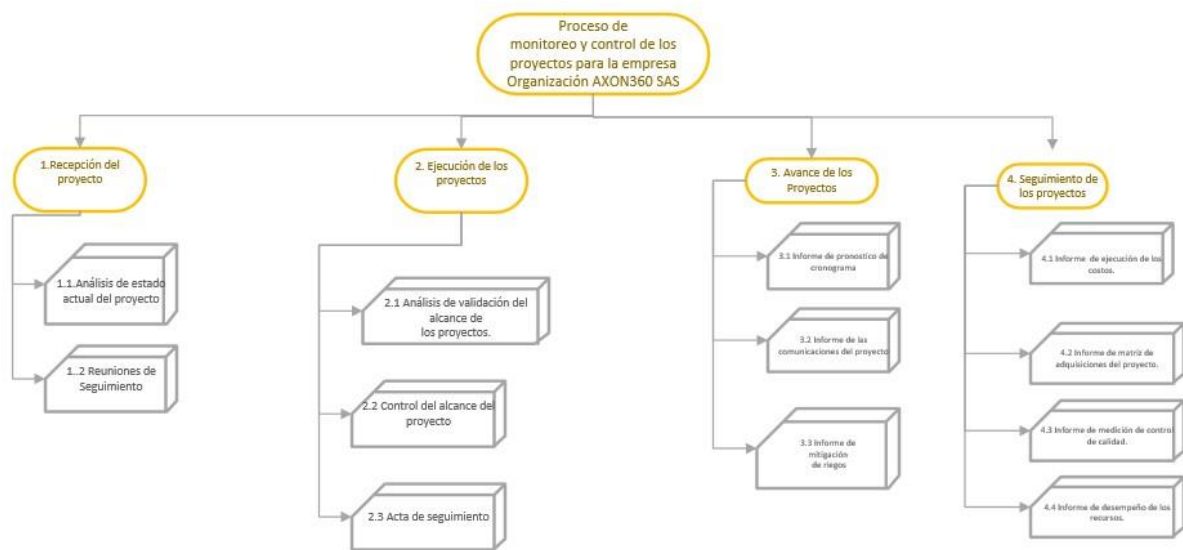 Proceso de
monitoreo y control de los
proyectos para la empresa
Organización AXON360 SAS
1.Recepción del
proyecto
1.1.Análisis de estado
actual del proyecto
1..2 Reuniones de
Seguimiento
2. Ejecución de los
proyectos
2.1 Análisis de validación del
alcance de
los proyectos.
2.2 Control del alcance del
proyecto
2.3 Acta de seguimiento
3. Avance de los
Proyectos
3.1 Informe de pronostico de
cronograma
3.2 Informe de las
comunicaciones del proyecto
3.3 Informe de
mitigación
de riegos
4. Seguimiento de
los proyectos
4.1 Informe de ejecución de los
costos.
4.2 Informe de matriz de
adquisiciones del proyecto.
4.3 Informe de medición de control
de calidad.
4.4 Informe de desempeño de los
recursos.